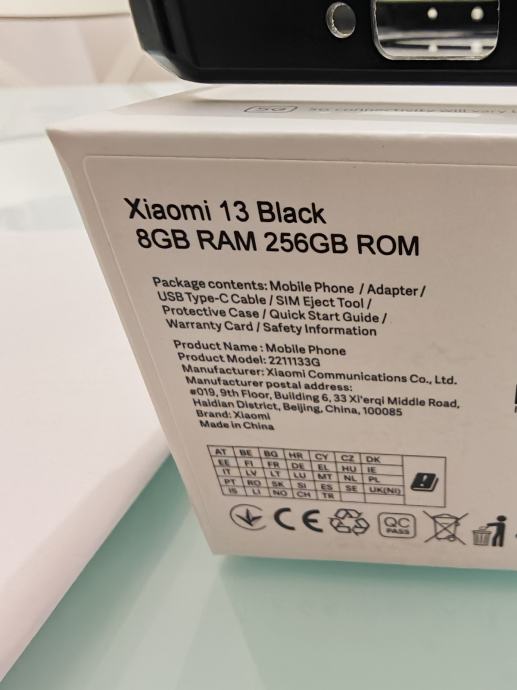 5G 5G connectivity will vary
Xiaomi 13 Black
8GB RAM 256GB ROM
Package contents: Mobile Phone / Adapter /
USB Type-C Cable / SIM Eject Tool /
Protective Case / Quick Start Guide /
Warranty Card / Safety Information
Product Name: Mobile Phone
Product Model: 2211133G
Manufacturer: Xiaomi Communications Co., Ltd.
Manufacturer postal address:
#019, 9th Floor, Building 6, 33 Xi'erqi Middle Road,
Haidian District, Beijing, China, 100085
Brand: Xiaomi
Made in China
AT BE BG HR CY CZ DK
EE FI FR DE EL HU IE
IT LV LT LU MT NL PL
PT RO SK SI ES SE UK(NI)
IS LI NO CH TR
CE QC PASS